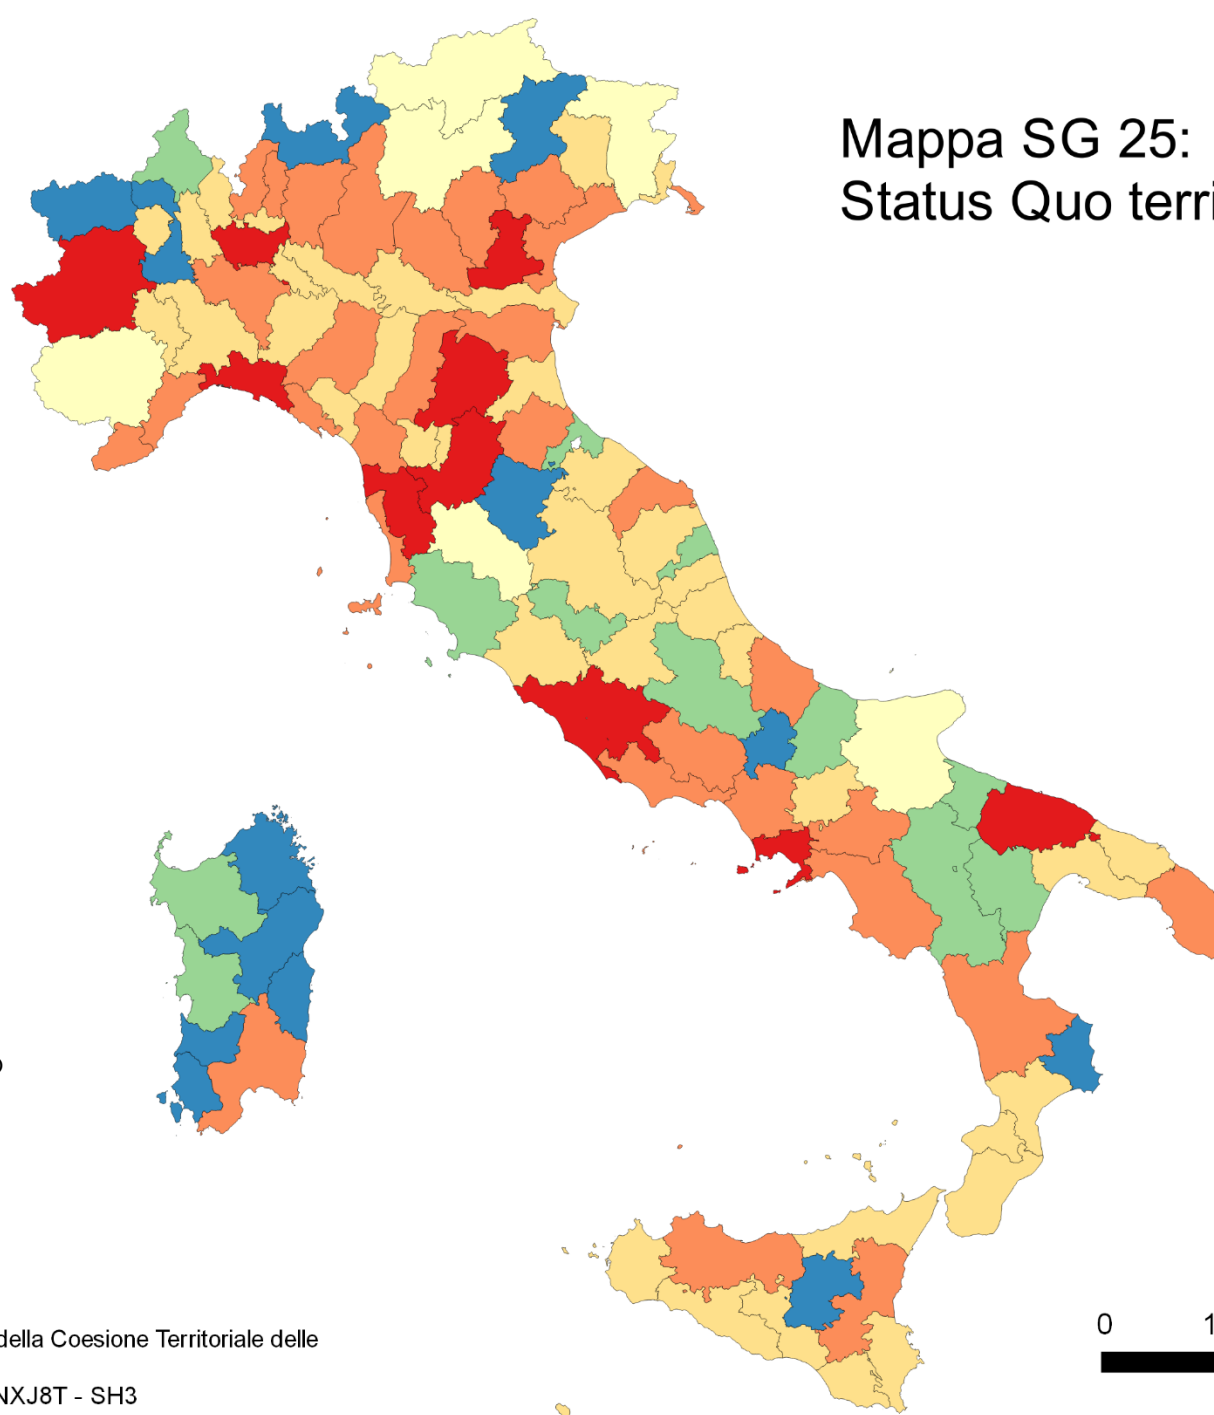 Mappa SG 25:
Status Quo terri
o
della Coesione Territoriale delle
0 1
NXJ8T - SH3